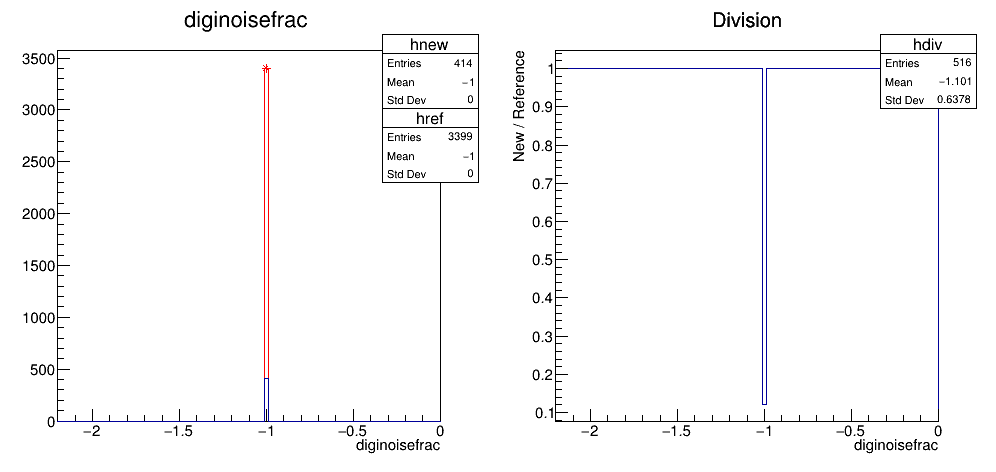 diginoisefrac
hnew
Entries 414
Mean −1
Std Dev 0
href
Entries 3399
Mean −1
Std Dev 0
3500
3000
2500
2000
1500
1000
500
0
−2 −1.5 −1 −0.5 0
diginoisefrac
Division
hdiv
Entries 516
Mean −1.101
Std Dev 0.6378
New / Reference
1
0.9
0.8
0.7
0.6
0.5
0.4
0.3
0.2
0.1
−2 −1.5 −1 −0.5 0
diginoisefrac